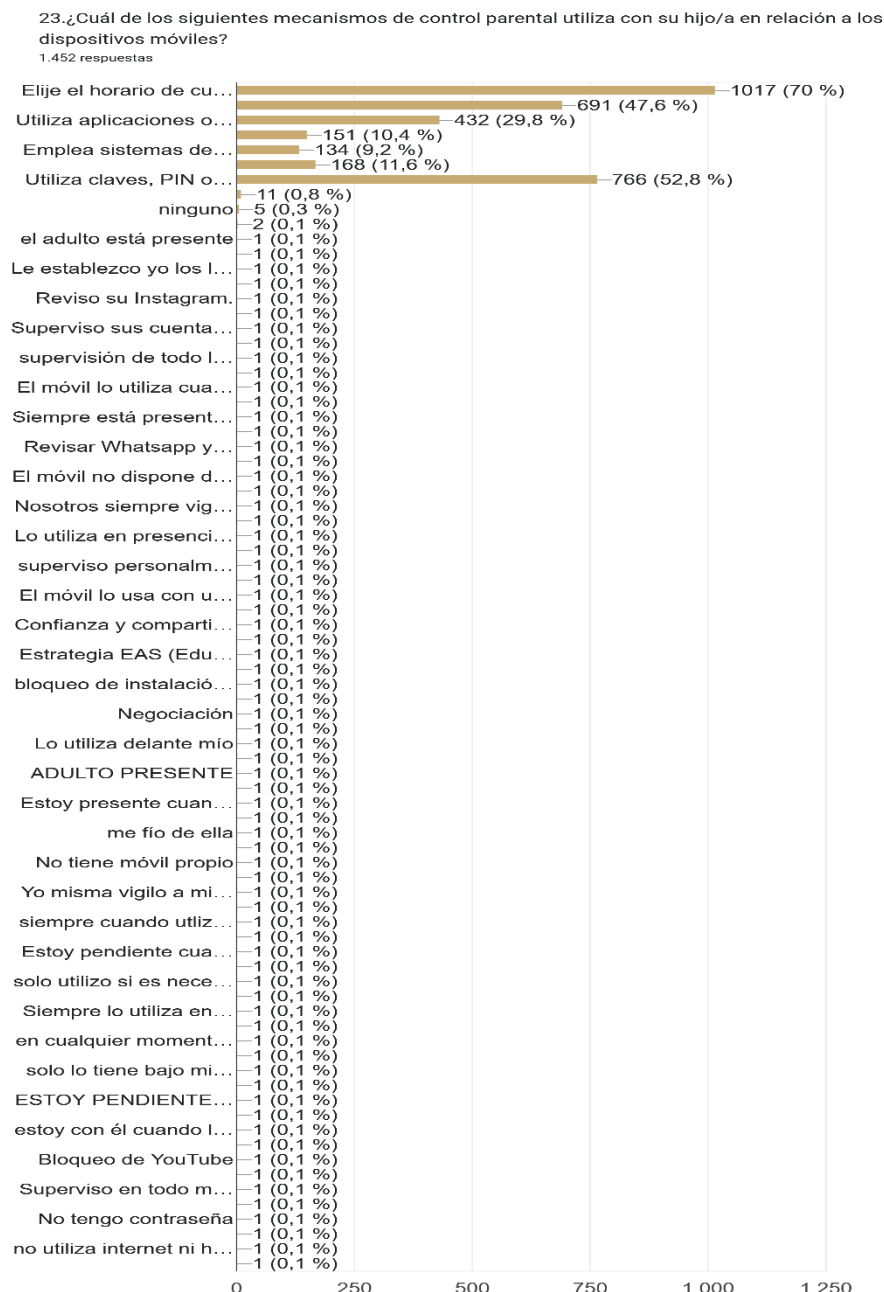 23.¿Cuál de los siguientes mecanismos de control parental utiliza con su hijo/a en relación a los
dispositivos móviles?
1.452 respuestas
Elije el horario de cu… 1017 (70 %)
691 (47,6 %)
Utiliza aplicaciones o… 432 (29,8 %)
151 (10,4 %)
Emplea sistemas de… 134 (9,2 %)
168 (11,6 %)
Utiliza claves, PIN o… 766 (52,8 %)
11 (0,8 %)
ninguno 5 (0,3 %)
2 (0,1 %)
el adulto está presente 1 (0,1 %)
1 (0,1 %)
Le establezco yo los l… 1 (0,1 %)
1 (0,1 %)
Reviso su Instagram. 1 (0,1 %)
1 (0,1 %)
Superviso sus cuenta… 1 (0,1 %)
1 (0,1 %)
supervisión de todo l… 1 (0,1 %)
1 (0,1 %)
El móvil lo utiliza cua… 1 (0,1 %)
1 (0,1 %)
Siempre está present… 1 (0,1 %)
1 (0,1 %)
Revisar Whatsapp y… 1 (0,1 %)
1 (0,1 %)
El móvil no dispone d… 1 (0,1 %)
1 (0,1 %)
Nosotros siempre vig… 1 (0,1 %)
1 (0,1 %)
Lo utiliza en presenci… 1 (0,1 %)
1 (0,1 %)
superviso personalm… 1 (0,1 %)
1 (0,1 %)
El móvil lo usa con u… 1 (0,1 %)
1 (0,1 %)
Confianza y comparti… 1 (0,1 %)
1 (0,1 %)
Estrategia EAS (Edu… 1 (0,1 %)
1 (0,1 %)
bloqueo de instalació… 1 (0,1 %)
1 (0,1 %)
Negociación 1 (0,1 %)
1 (0,1 %)
Lo utiliza delante mío 1 (0,1 %)
1 (0,1 %)
ADULTO PRESENTE 1 (0,1 %)
1 (0,1 %)
Estoy presente cuan… 1 (0,1 %)
1 (0,1 %)
me fío de ella 1 (0,1 %)
1 (0,1 %)
No tiene móvil propio 1 (0,1 %)
1 (0,1 %)
Yo misma vigilo a mi… 1 (0,1 %)
1 (0,1 %)
siempre cuando utliz… 1 (0,1 %)
1 (0,1 %)
Estoy pendiente cua… 1 (0,1 %)
1 (0,1 %)
solo utilizo si es nece… 1 (0,1 %)
1 (0,1 %)
Siempre lo utiliza en… 1 (0,1 %)
1 (0,1 %)
en cualquier moment… 1 (0,1 %)
1 (0,1 %)
solo lo tiene bajo mi… 1 (0,1 %)
1 (0,1 %)
ESTOY PENDIENTE… 1 (0,1 %)
1 (0,1 %)
estoy con él cuando l… 1 (0,1 %)
1 (0,1 %)
Bloqueo de YouTube 1 (0,1 %)
1 (0,1 %)
Superviso en todo m… 1 (0,1 %)
1 (0,1 %)
No tengo contraseña 1 (0,1 %)
1 (0,1 %)
no utiliza internet ni h… 1 (0,1 %)
1 (0,1 %)
0 250 500 750 1.000 1.250